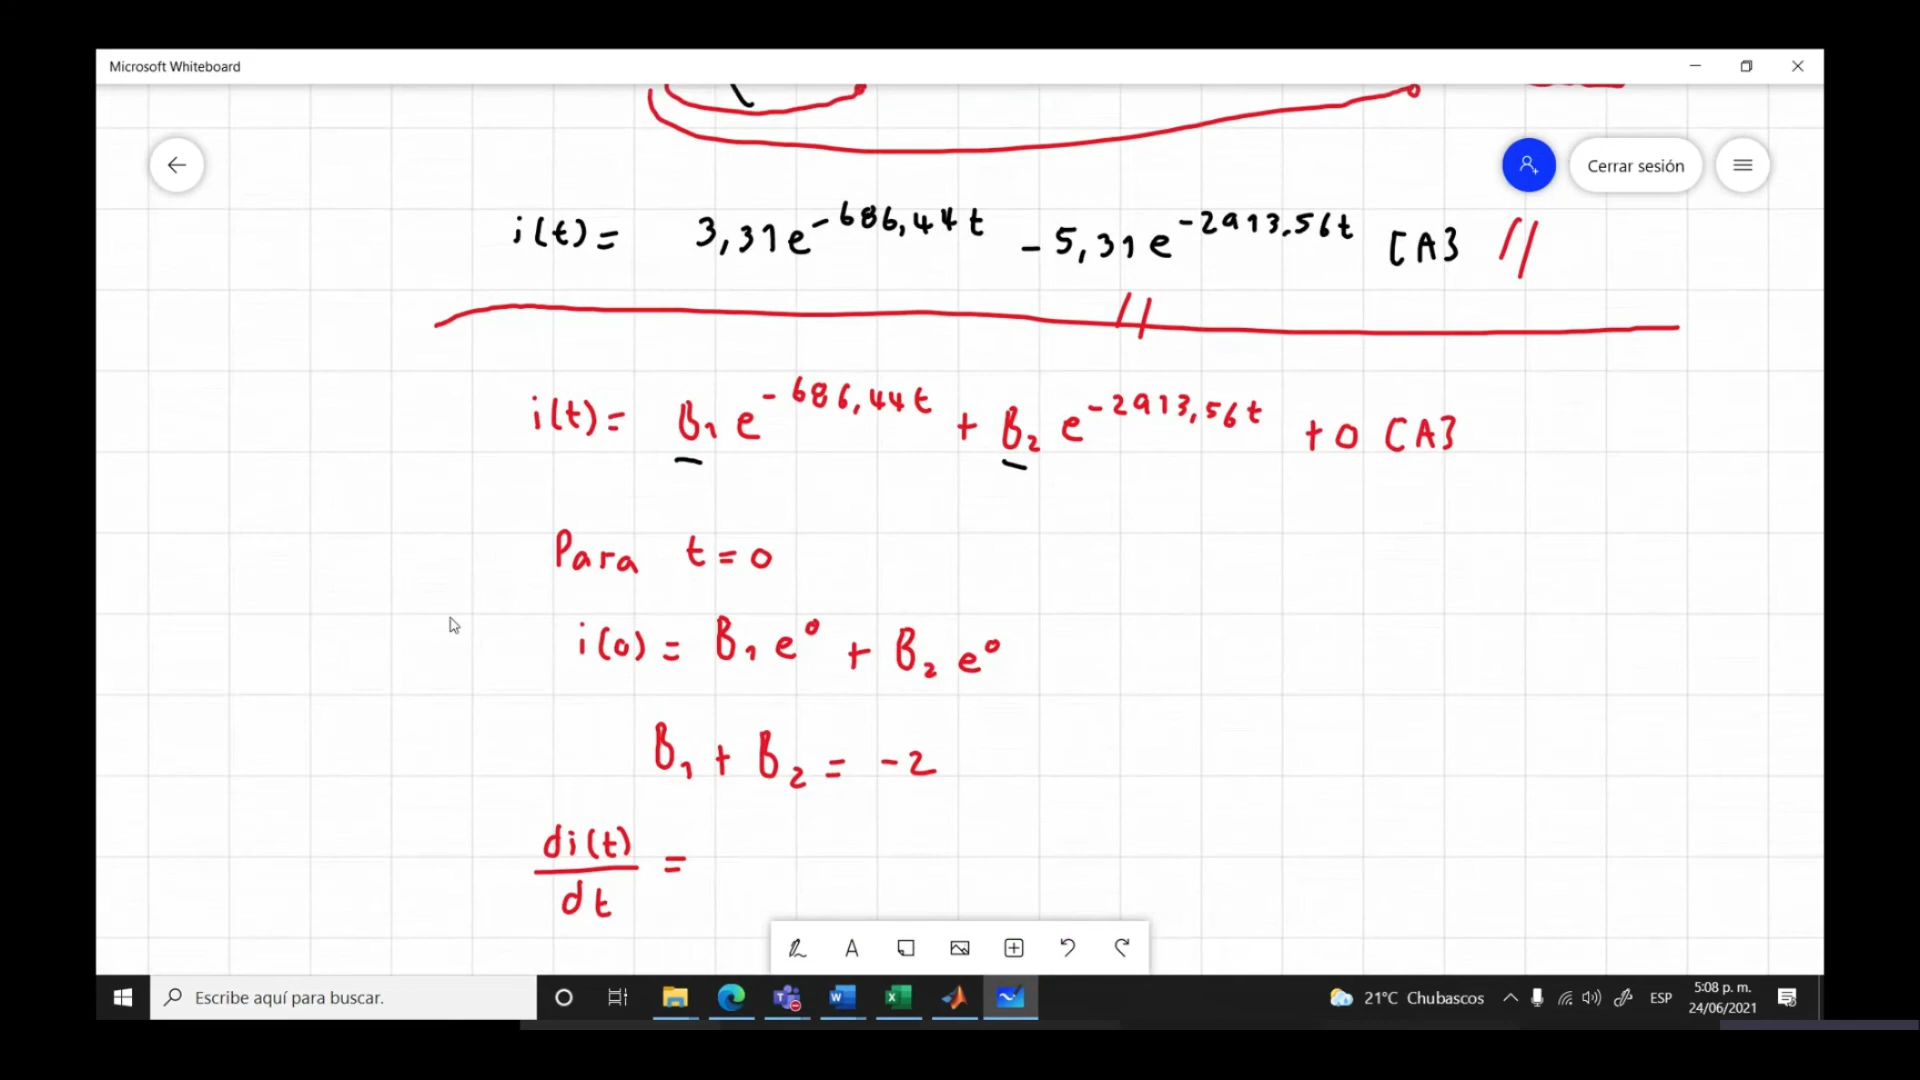 Microsoft Whiteboard
Cerrar sesión
i(t)= 3,31e^-686,44t - 5,31e^-2913.56t [A] //
//
i(t)= B₁ e^-686,44t + B₂ e^-2913,56t + 0 [A]
Para t = 0
i(0) = B₁ e⁰ + B₂ e⁰
B₁ + B₂ = -2
di(t)
=
dt
A
Escribe aquí para buscar.
21°C Chubascos
ESP
5:08 p. m.
24/06/2021